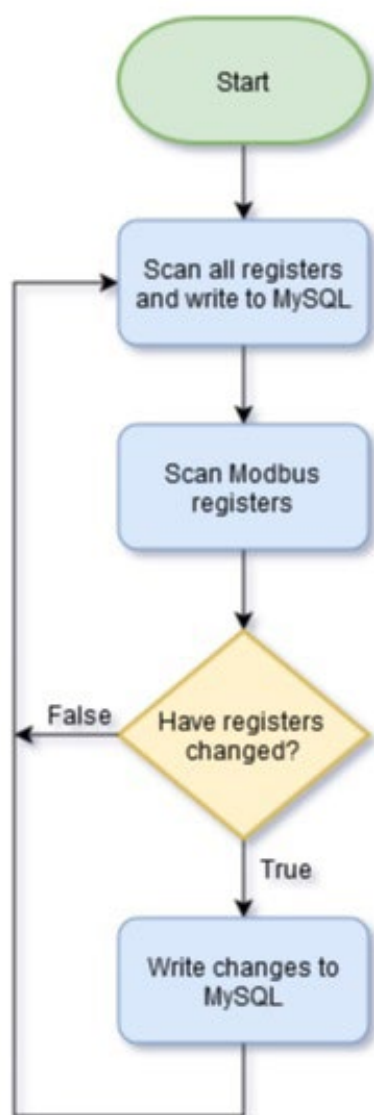 Start
Scan all registers
and write to MySQL
Scan Modbus
registers
False
Have registers
changed?
True
Write changes to
MySQL